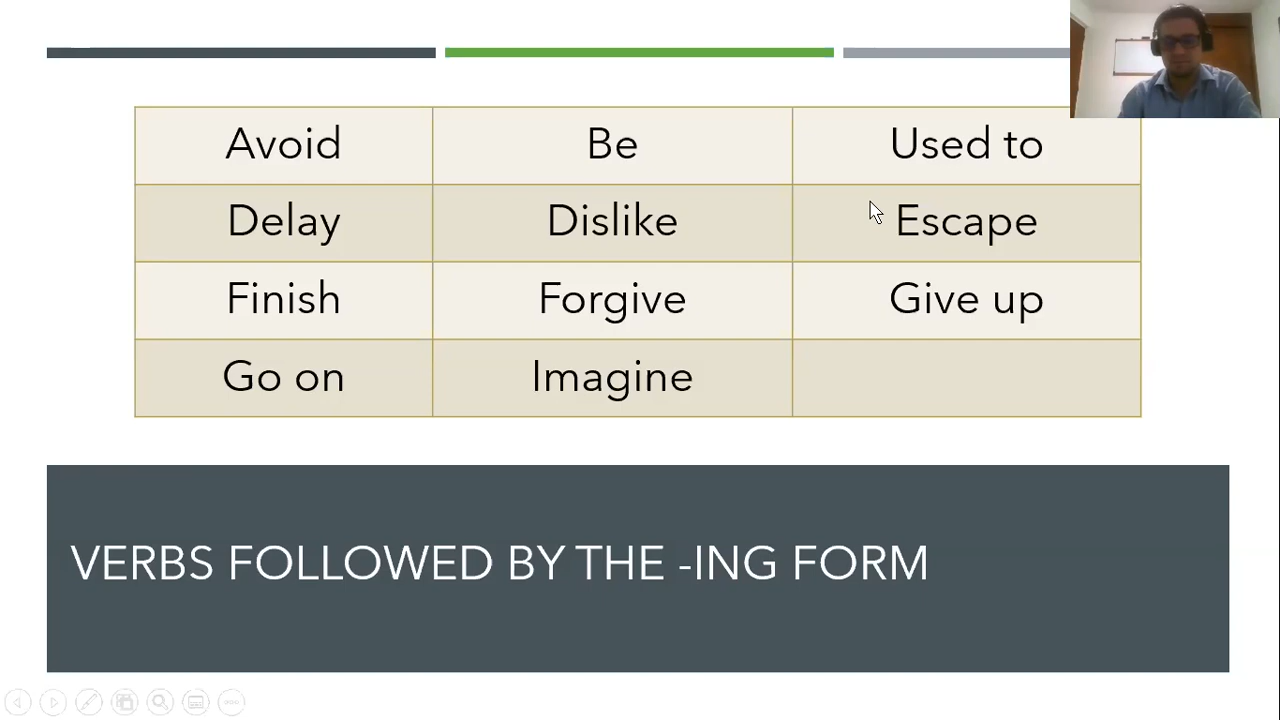 Avoid Be Used to
Delay Dislike Escape
Finish Forgive Give up
Go on Imagine
VERBS FOLLOWED BY THE -ING FORM